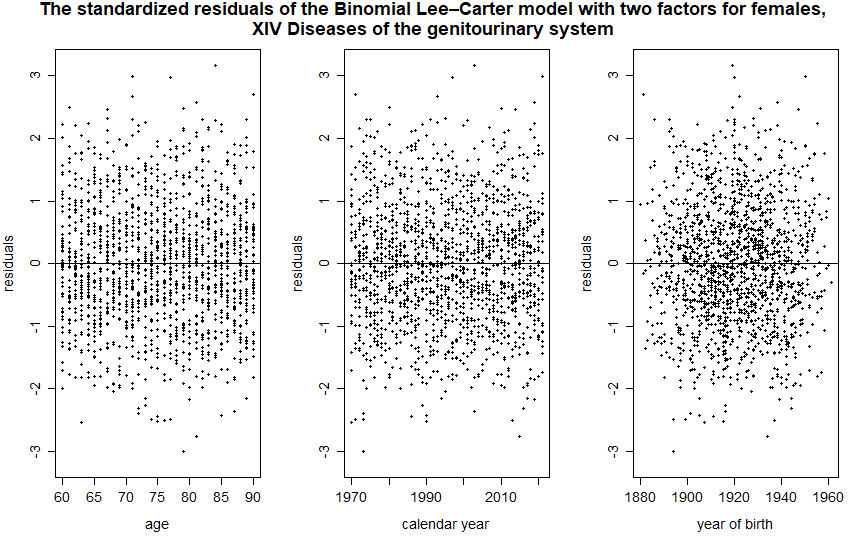 The standardized residuals of the Binomial Lee–Carter model with two factors for females,
XIV Diseases of the genitourinary system
residuals
3
2
1
0
-1
-2
-3
60 65 70 75 80 85 90
age
residuals
3
2
1
0
-1
-2
-3
1970 1990 2010
calendar year
residuals
3
2
1
0
-1
-2
-3
1880 1900 1920 1940 1960
year of birth